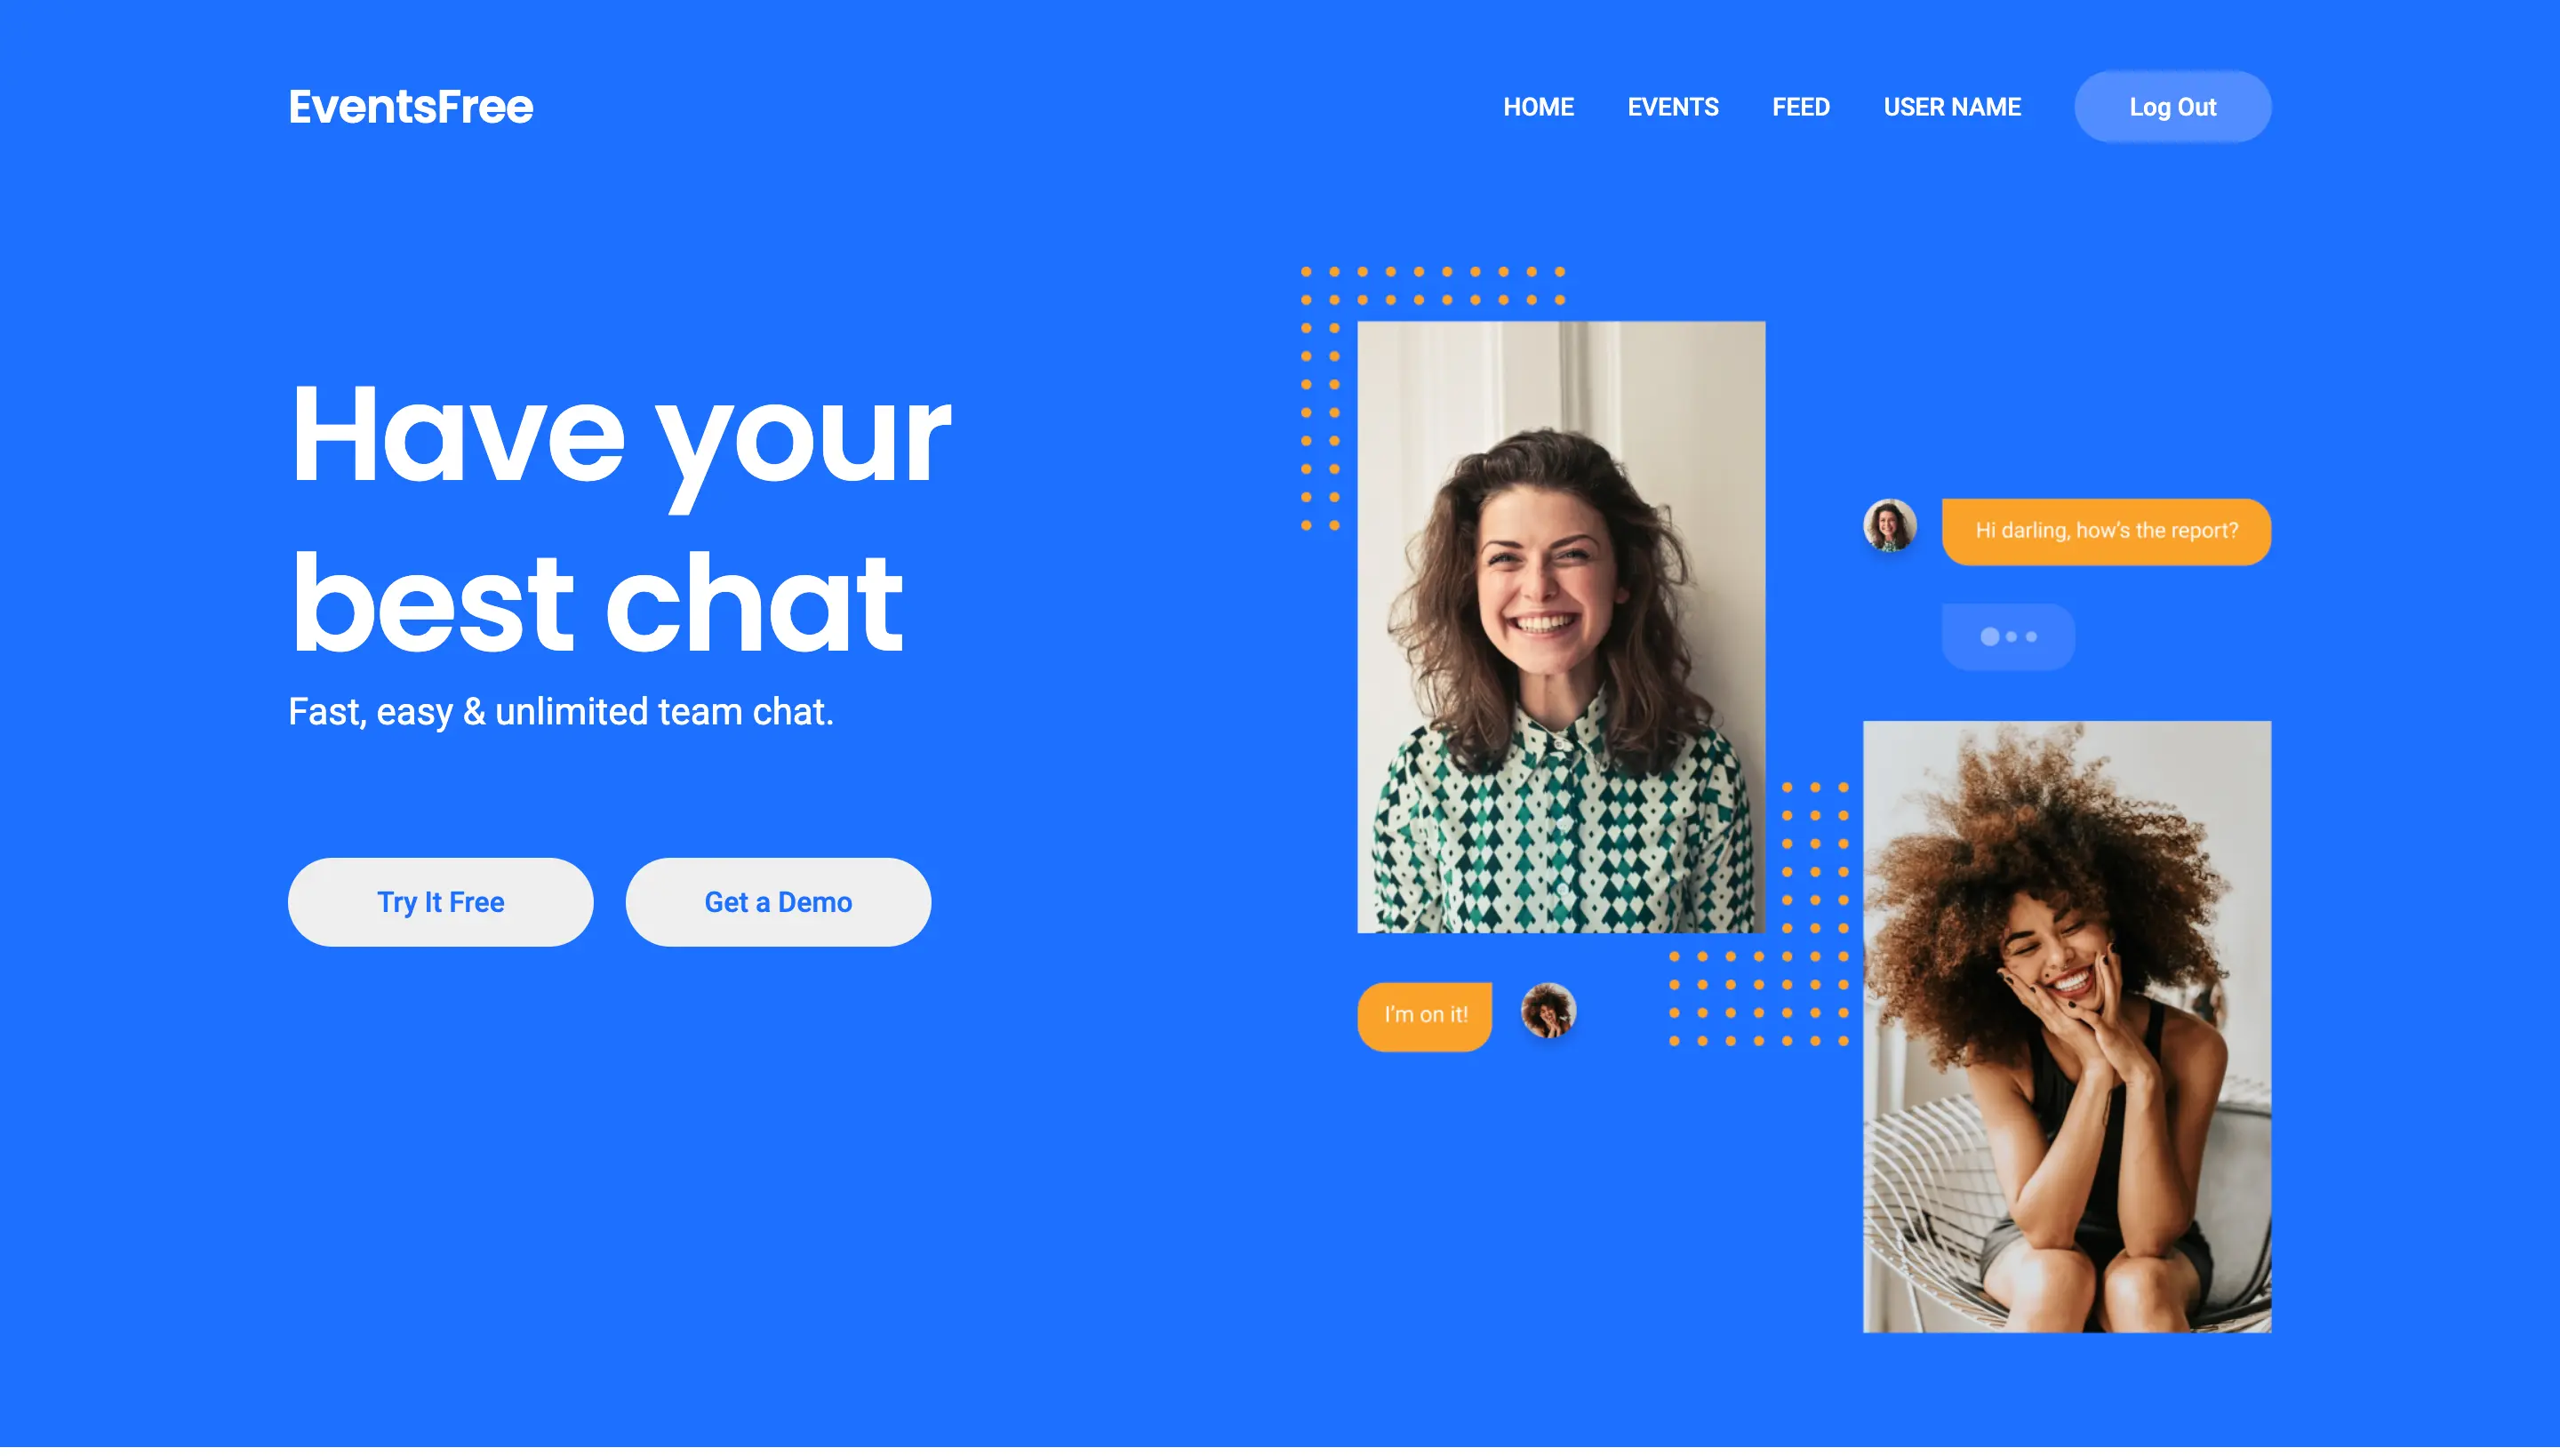 EventsFree
HOME EVENTS FEED USER NAME Log Out
Have your
best chat
Fast, easy & unlimited team chat.
Try It Free Get a Demo
Hi darling, how's the report?
I'm on it!